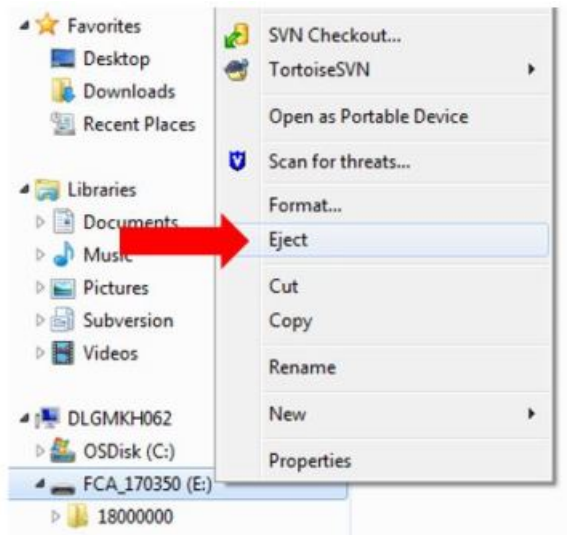 Favorites
Desktop
Downloads
Recent Places
Libraries
Documents
Music
Pictures
Subversion
Videos
DLGMKH062
OSDisk (C:)
FCA_170350 (E:)
18000000
SVN Checkout...
TortoiseSVN
Open as Portable Device
Scan for threats...
Format...
Eject
Cut
Copy
Rename
New
Properties